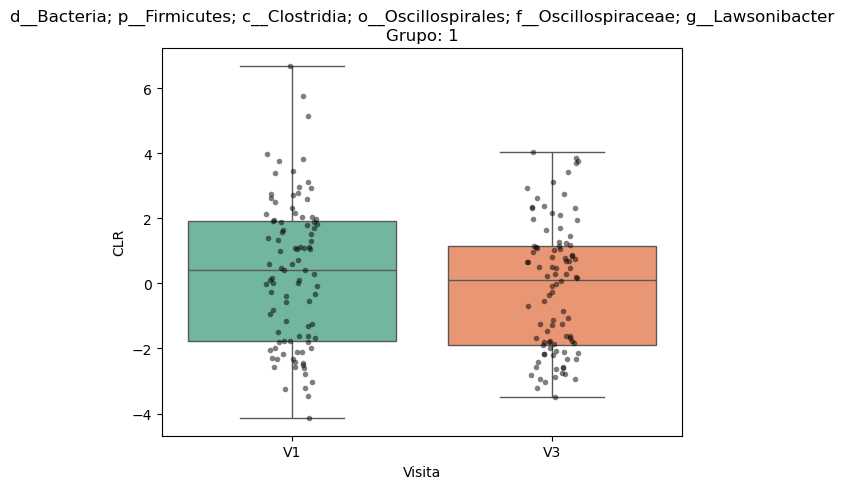 d__Bacteria; p__Firmicutes; c__Clostridia; o__Oscillospirales; f__Oscillospiraceae; g__Lawsonibacter
Grupo: 1
CLR
6
4
2
0
−2
−4
V1
V3
Visita